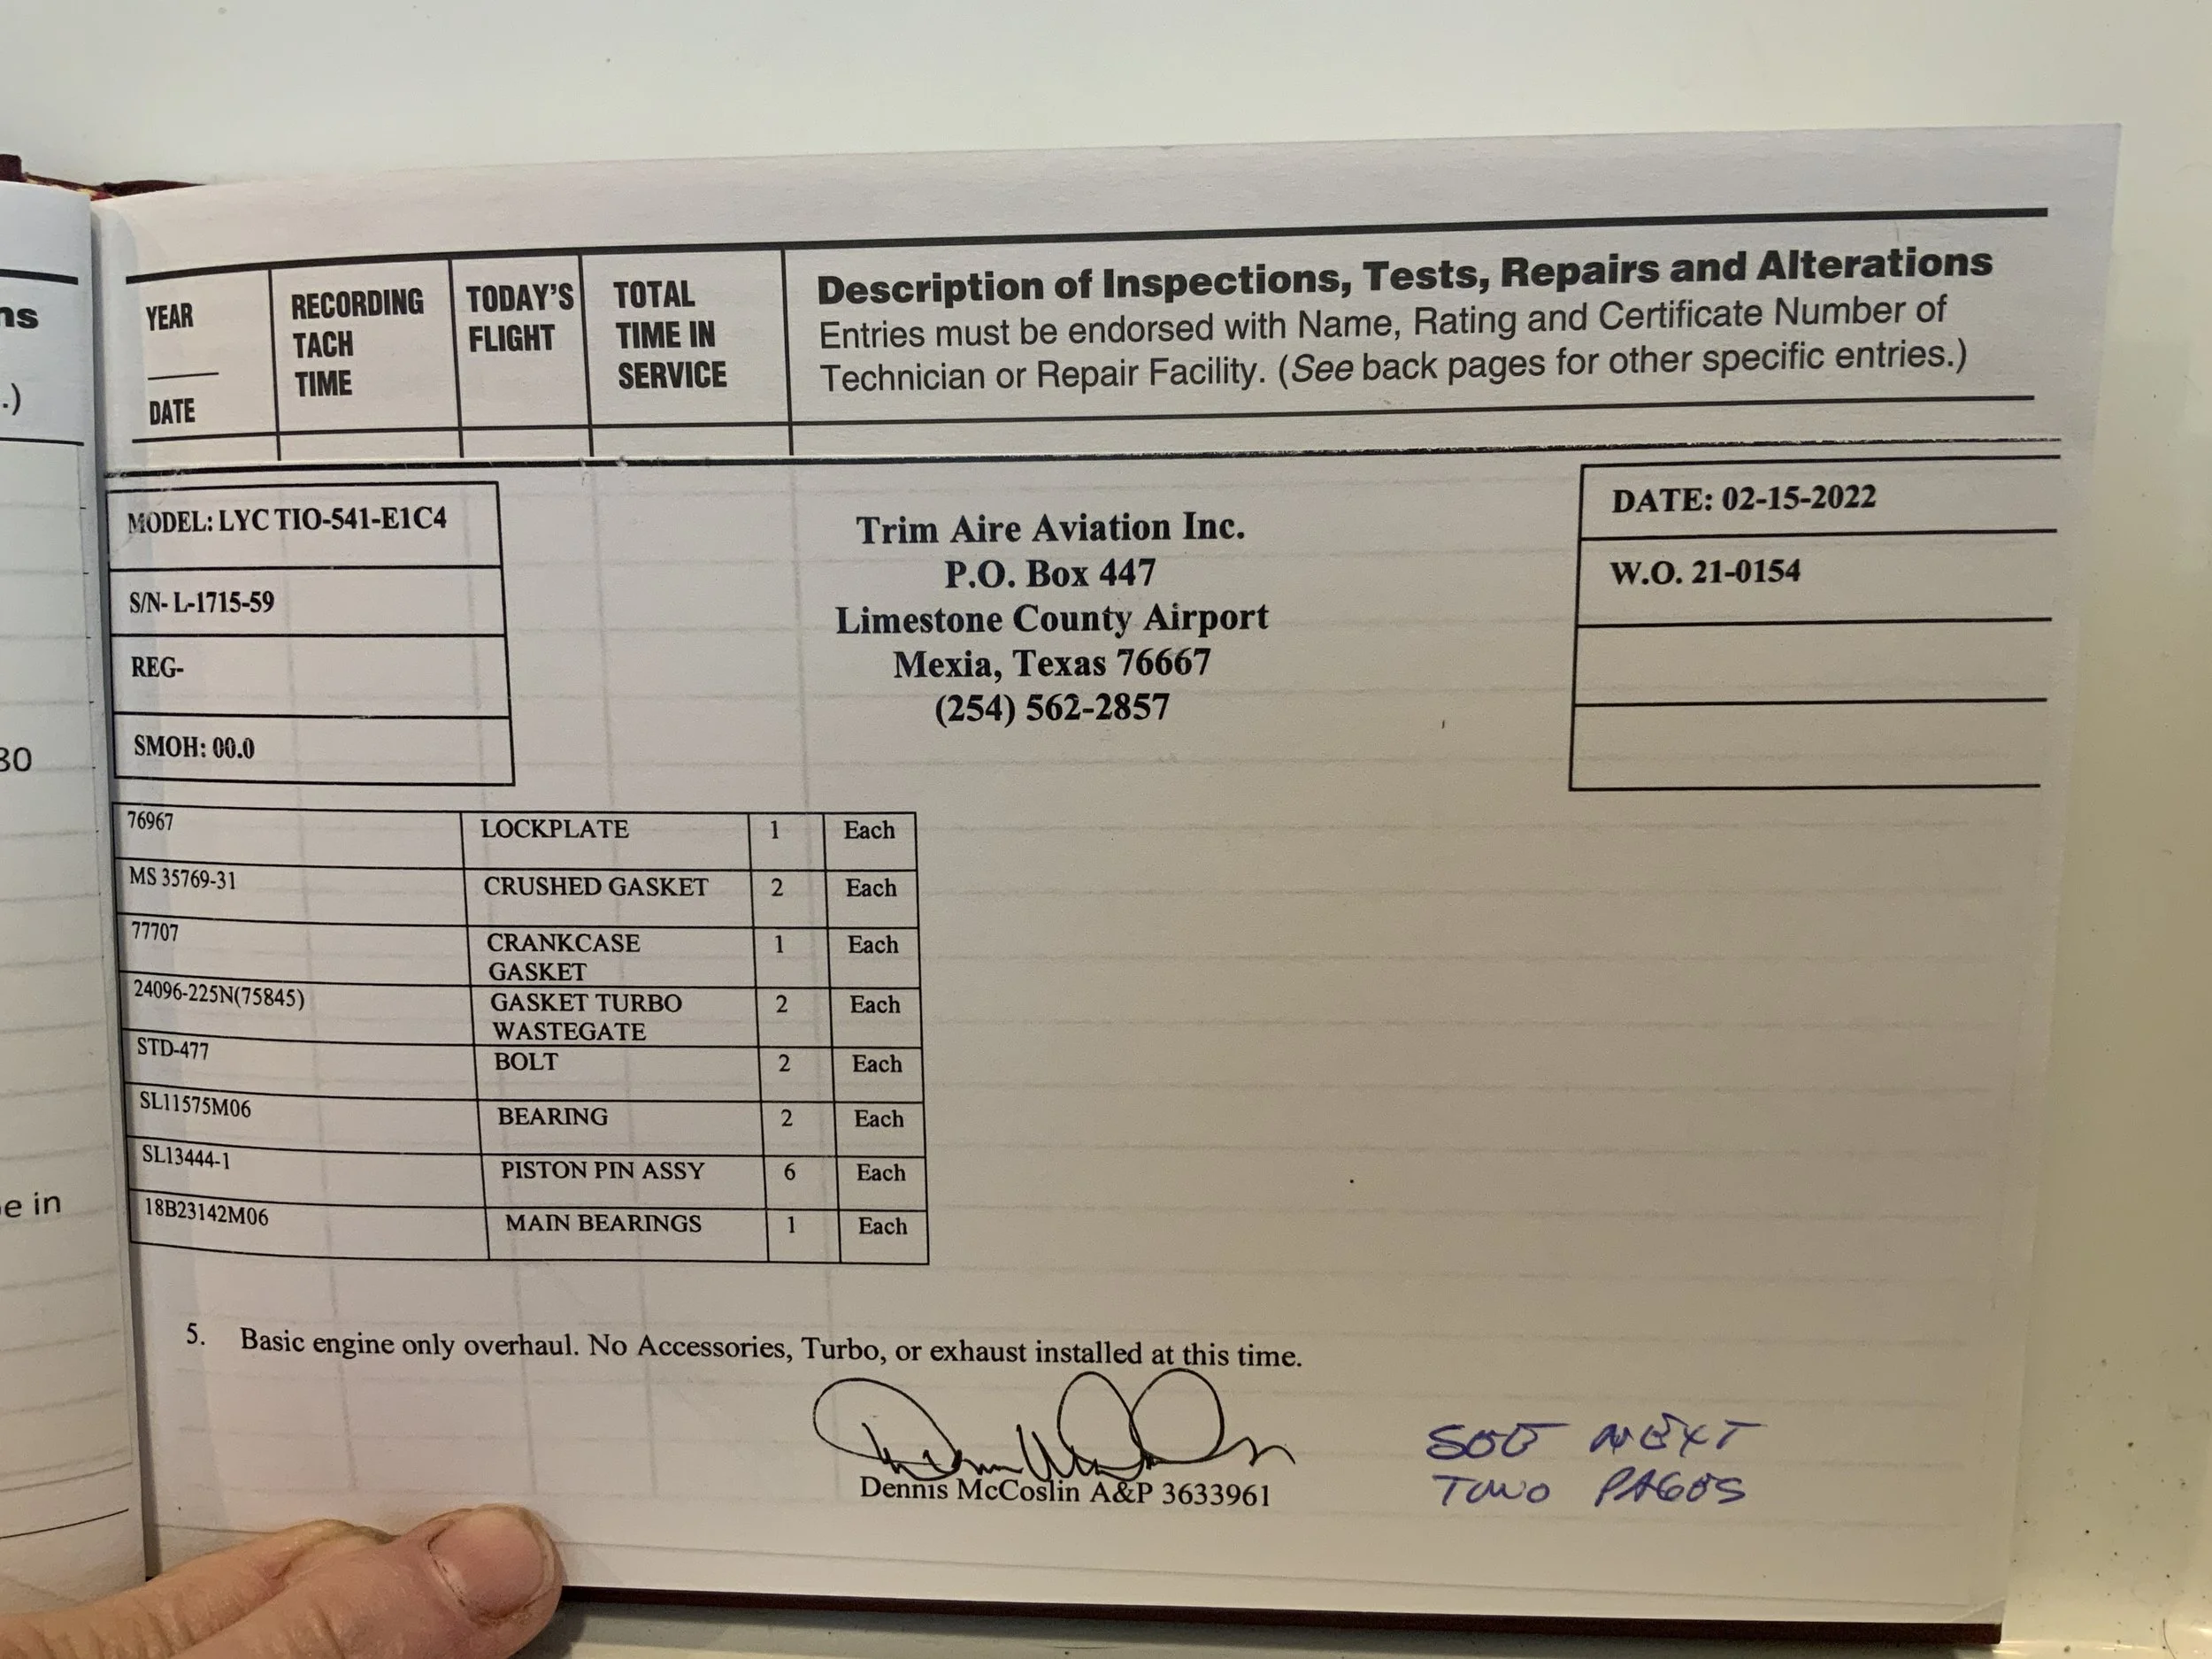 ns
.)
30
e in
YEAR
DATE
RECORDING
TACH
TIME
TODAY'S
FLIGHT
TOTAL
TIME IN
SERVICE
Description of Inspections, Tests, Repairs and Alterations
Entries must be endorsed with Name, Rating and Certificate Number of
Technician or Repair Facility. (See back pages for other specific entries.)
MODEL: LYC TIO-541-E1C4
S/N- L-1715-59
REG-
SMOH: 00.0
Trim Aire Aviation Inc.
P.O. Box 447
Limestone County Airport
Mexia, Texas 76667
(254) 562-2857
DATE: 02-15-2022
W.O. 21-0154
76967 LOCKPLATE 1 Each
MS 35769-31 CRUSHED GASKET 2 Each
77707 CRANKCASE GASKET 1 Each
24096-225N(75845) GASKET TURBO WASTEGATE 2 Each
STD-477 BOLT 2 Each
SL11575M06 BEARING 2 Each
SL13444-1 PISTON PIN ASSY 6 Each
18B23142M06 MAIN BEARINGS 1 Each
5. Basic engine only overhaul. No Accessories, Turbo, or exhaust installed at this time.
Dennis McCoslin A&P 3633961
SEE NEXT
TWO PAGES